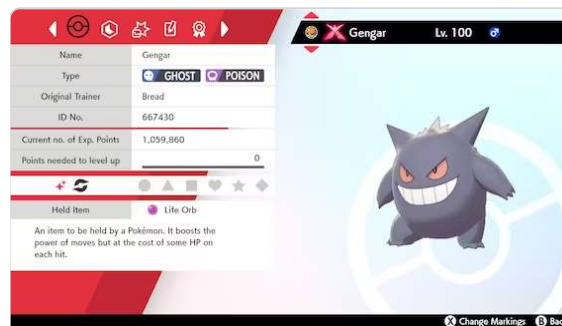 Gengar Lv. 100
Name Gengar
Type GHOST POISON
Original Trainer Bread
ID No. 667430
Current no. of Exp. Points 1,059,860
Points needed to level up 0
Held Item Life Orb
An item to be held by a Pokémon. It boosts the
power of moves but at the cost of some HP on
each hit.
X Change Markings B Bac